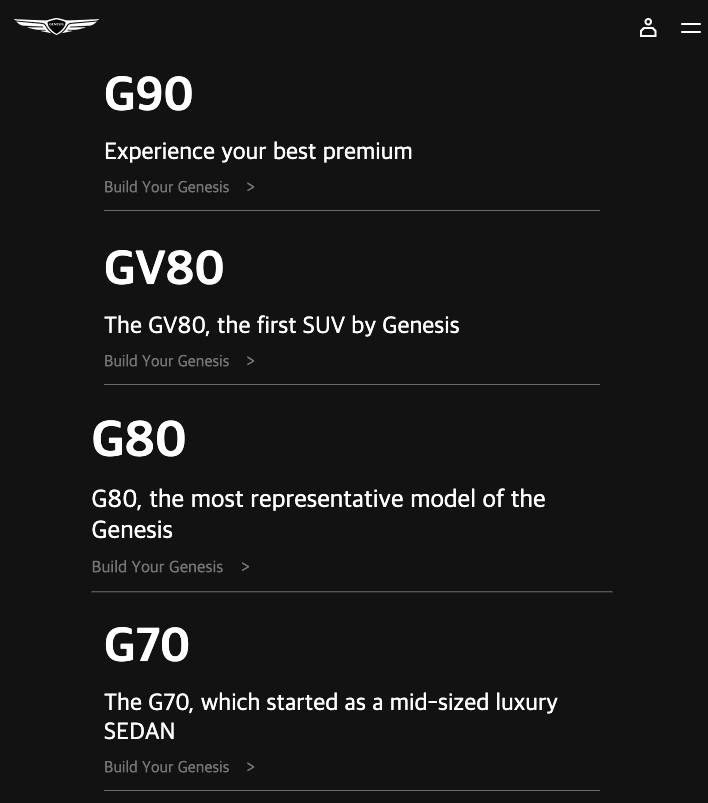 GENESIS
G90
Experience your best premium
Build Your Genesis >
GV80
The GV80, the first SUV by Genesis
Build Your Genesis >
G80
G80, the most representative model of the
Genesis
Build Your Genesis >
G70
The G70, which started as a mid-sized luxury
SEDAN
Build Your Genesis >